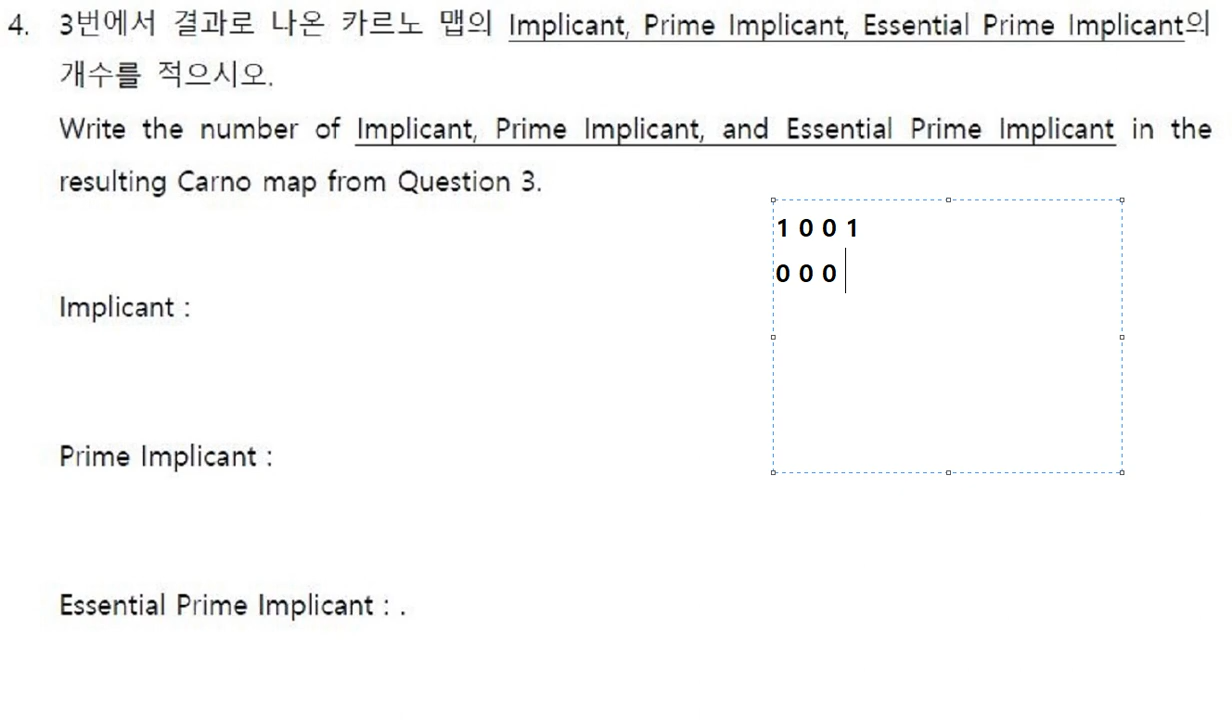 4. 3번에서 결과로 나온 카르노 맵의 Implicant, Prime Implicant, Essential Prime Implicant의
개수를 적으시오.
Write the number of Implicant, Prime Implicant, and Essential Prime Implicant in the
resulting Carno map from Question 3.
1 0 0 1
0 0 0
Implicant :
Prime Implicant :
Essential Prime Implicant : .